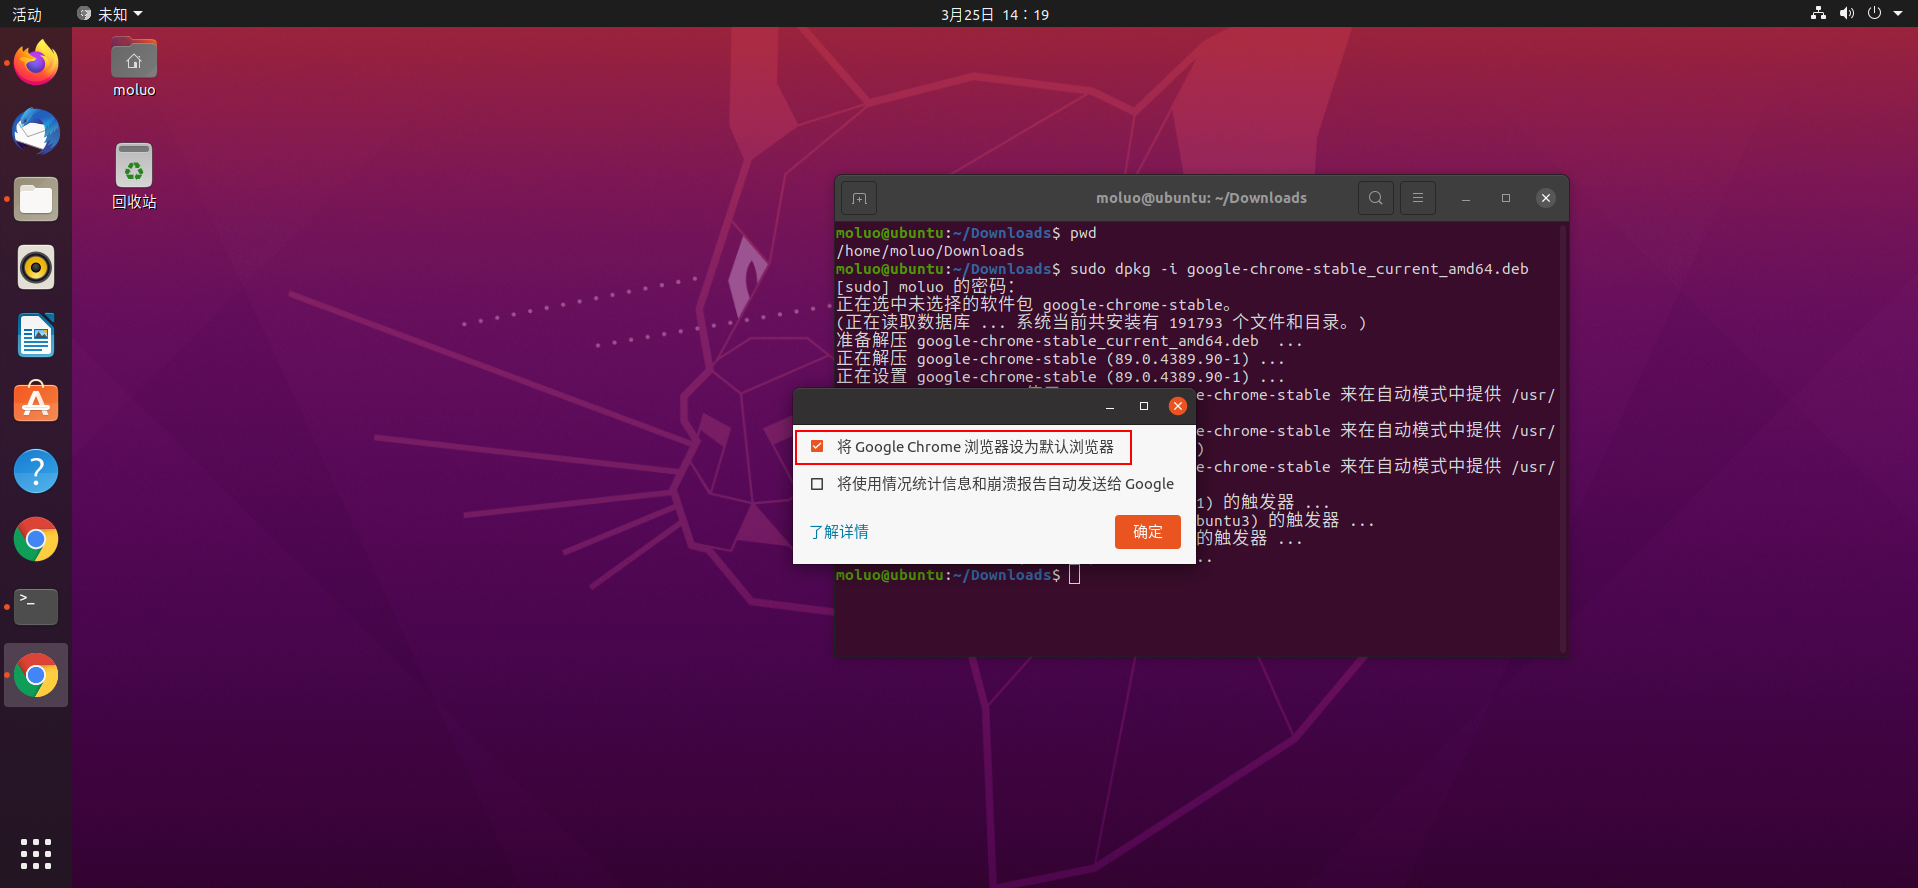 活动
未知
3月25日 14：19
moluo
回收站
moluo@ubuntu: ~/Downloads
moluo@ubuntu:~/Downloads$ pwd
/home/moluo/Downloads
moluo@ubuntu:~/Downloads$ sudo dpkg -i google-chrome-stable_current_amd64.deb
[sudo] moluo 的密码：
正在选中未选择的软件包 google-chrome-stable。
(正在读取数据库 ... 系统当前共安装有 191793 个文件和目录。)
准备解压 google-chrome-stable_current_amd64.deb  ...
正在解压 google-chrome-stable (89.0.4389.90-1) ...
正在设置 google-chrome-stable (89.0.4389.90-1) ...
e-chrome-stable 来在自动模式中提供 /usr/
e-chrome-stable 来在自动模式中提供 /usr/
)
e-chrome-stable 来在自动模式中提供 /usr/
1) 的触发器 ...
buntu3) 的触发器 ...
的触发器 ...
..
moluo@ubuntu:~/Downloads$
将 Google Chrome 浏览器设为默认浏览器
将使用情况统计信息和崩溃报告自动发送给 Google
了解详情
确定